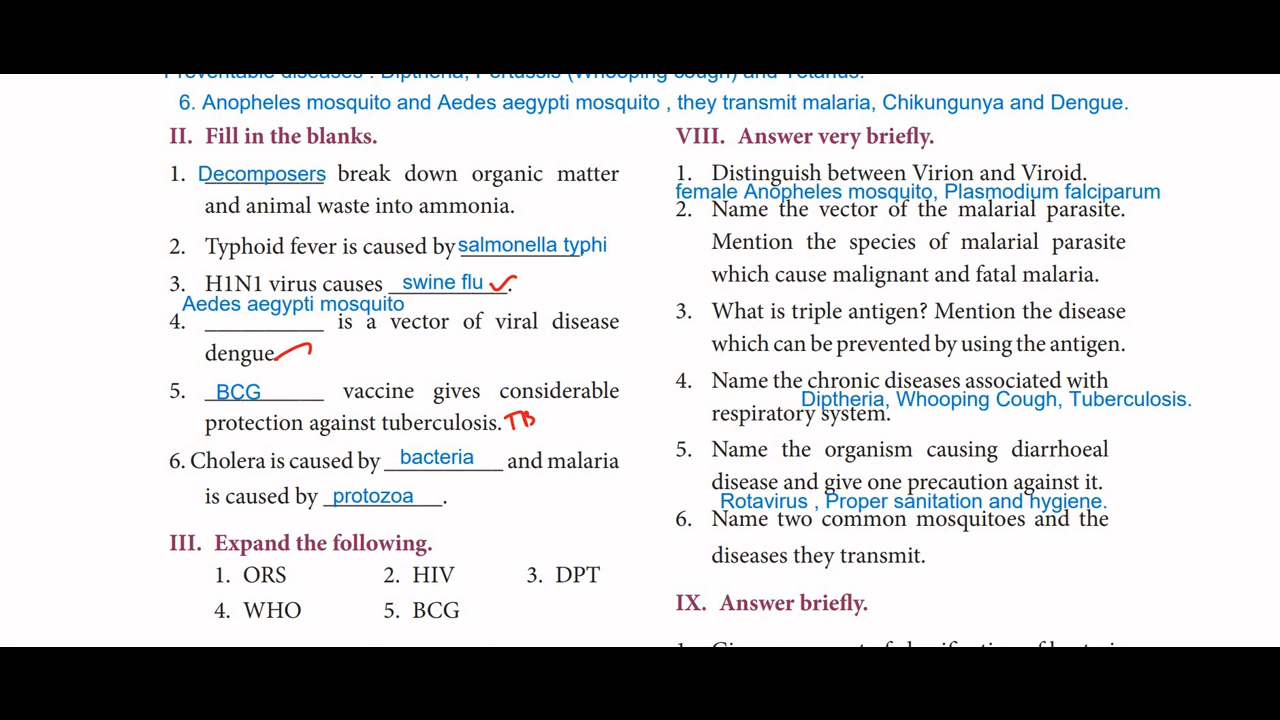 Preventable diseases : Diptheria, Pertussis (Whooping cough) and Tetanus.
6. Anopheles mosquito and Aedes aegypti mosquito , they transmit malaria, Chikungunya and Dengue.
II. Fill in the blanks.
1. Decomposers break down organic matter
and animal waste into ammonia.
2. Typhoid fever is caused by salmonella typhi
3. H1N1 virus causes swine flu.
Aedes aegypti mosquito
4. ____________ is a vector of viral disease
dengue
5. BCG vaccine gives considerable
protection against tuberculosis. TB
6. Cholera is caused by bacteria and malaria
is caused by protozoa.
III. Expand the following.
1. ORS 2. HIV 3. DPT
4. WHO 5. BCG
VIII. Answer very briefly.
1. Distinguish between Virion and Viroid.
female Anopheles mosquito, Plasmodium falciparum
2. Name the vector of the malarial parasite.
Mention the species of malarial parasite
which cause malignant and fatal malaria.
3. What is triple antigen? Mention the disease
which can be prevented by using the antigen.
4. Name the chronic diseases associated with
Diptheria, Whooping Cough, Tuberculosis.
respiratory system.
5. Name the organism causing diarrhoeal
disease and give one precaution against it.
Rotavirus , Proper sanitation and hygiene.
6. Name two common mosquitoes and the
diseases they transmit.
IX. Answer briefly.